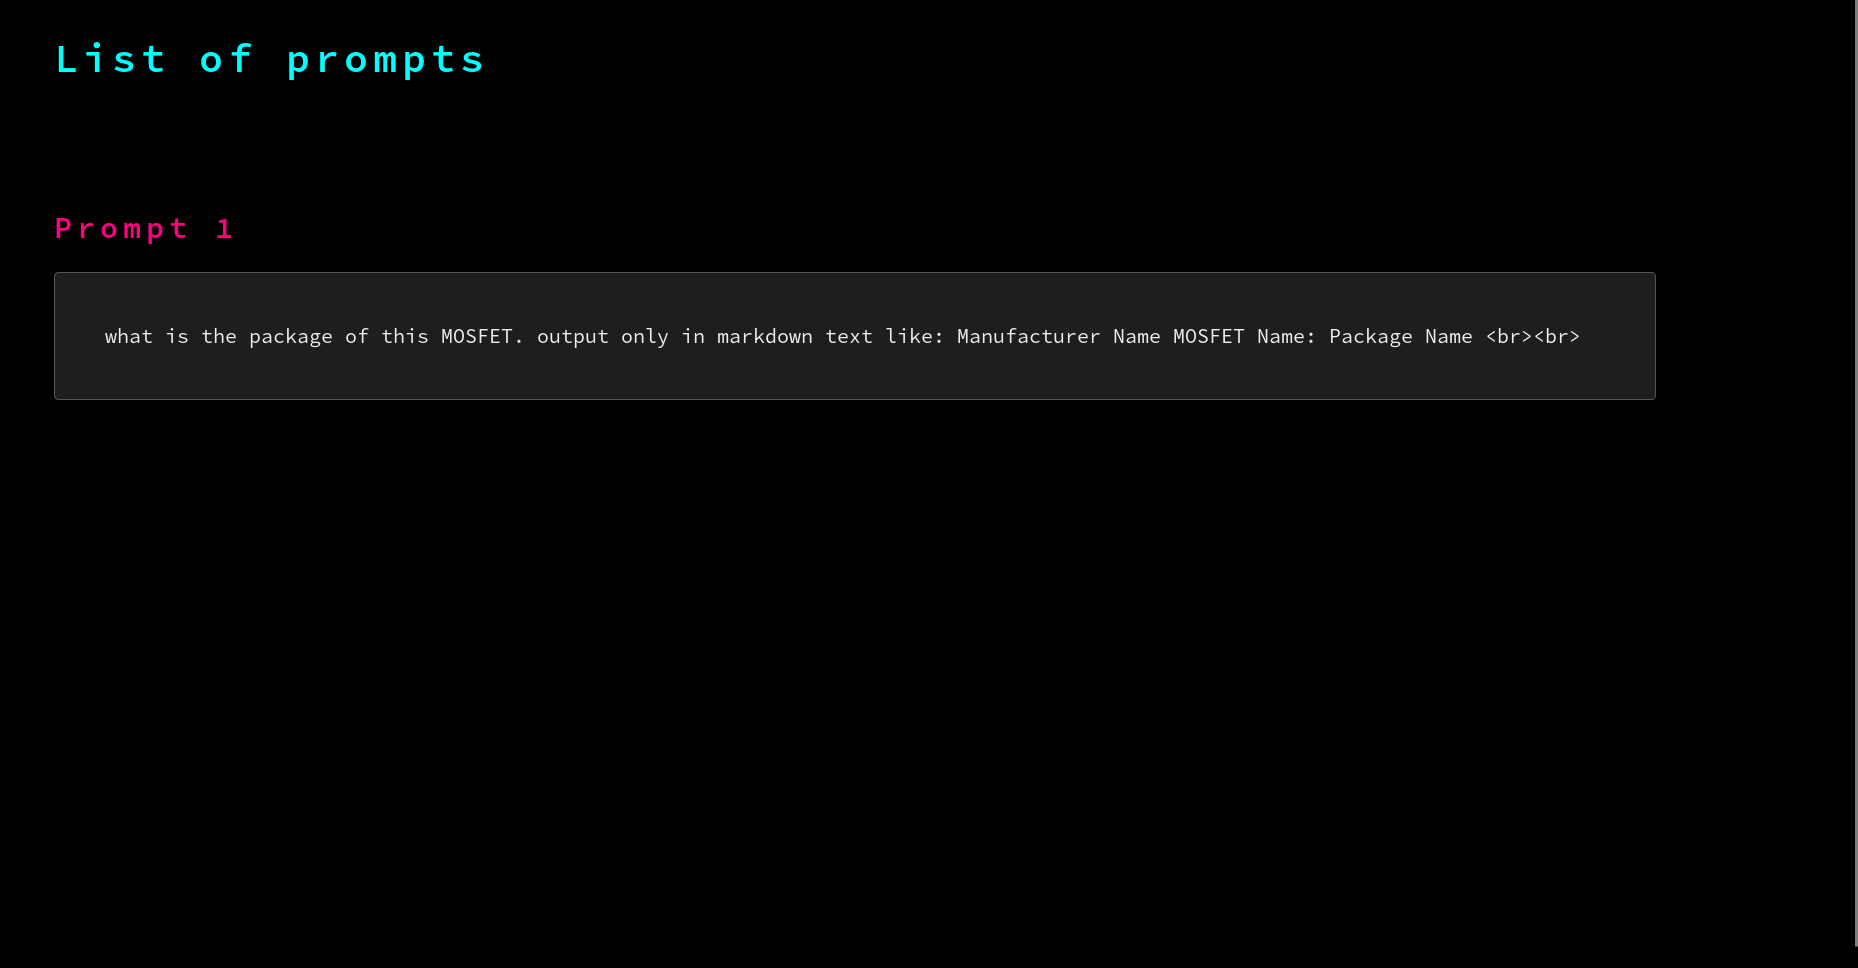 List of prompts
Prompt 1
what is the package of this MOSFET. output only in markdown text like: Manufacturer Name MOSFET Name: Package Name <br><br>